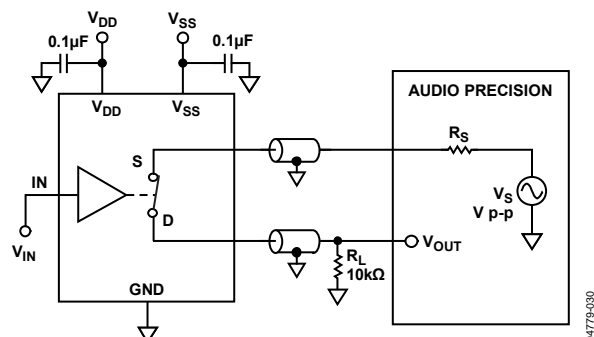 VDD
VSS
0.1µF
0.1µF
VDD
VSS
AUDIO PRECISION
RS
S
IN
VS
V p-p
D
VIN
VOUT
RL
10kΩ
GND
04779-030